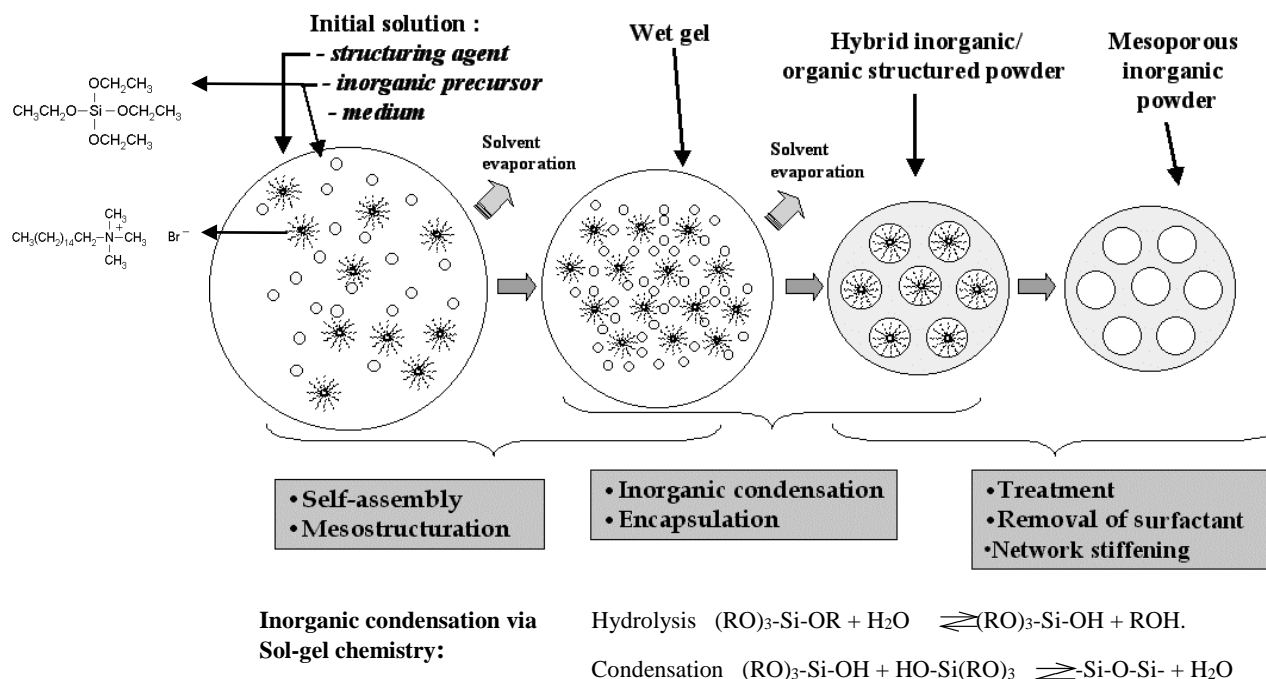 Initial solution :
- structuring agent
- inorganic precursor
- medium
Wet gel
Hybrid inorganic/
organic structured powder
Mesoporous
inorganic
powder
OCH₂CH₃
CH₃CH₂O—Si—OCH₂CH₃
OCH₂CH₃
OCH₂CH₃
Solvent
evaporation
Solvent
evaporation
CH₃(CH₂)₁₄CH₂—N⁺—CH₃ Br⁻
CH₃
CH₃
• Self-assembly
• Mesostructuration
• Inorganic condensation
• Encapsulation
• Treatment
• Removal of surfactant
•Network stiffening
Inorganic condensation via
Sol-gel chemistry:
Hydrolysis (RO)₃-Si-OR + H₂O ⇌ (RO)₃-Si-OH + ROH.
Condensation (RO)₃-Si-OH + HO-Si(RO)₃ ⇌ -Si-O-Si- + H₂O